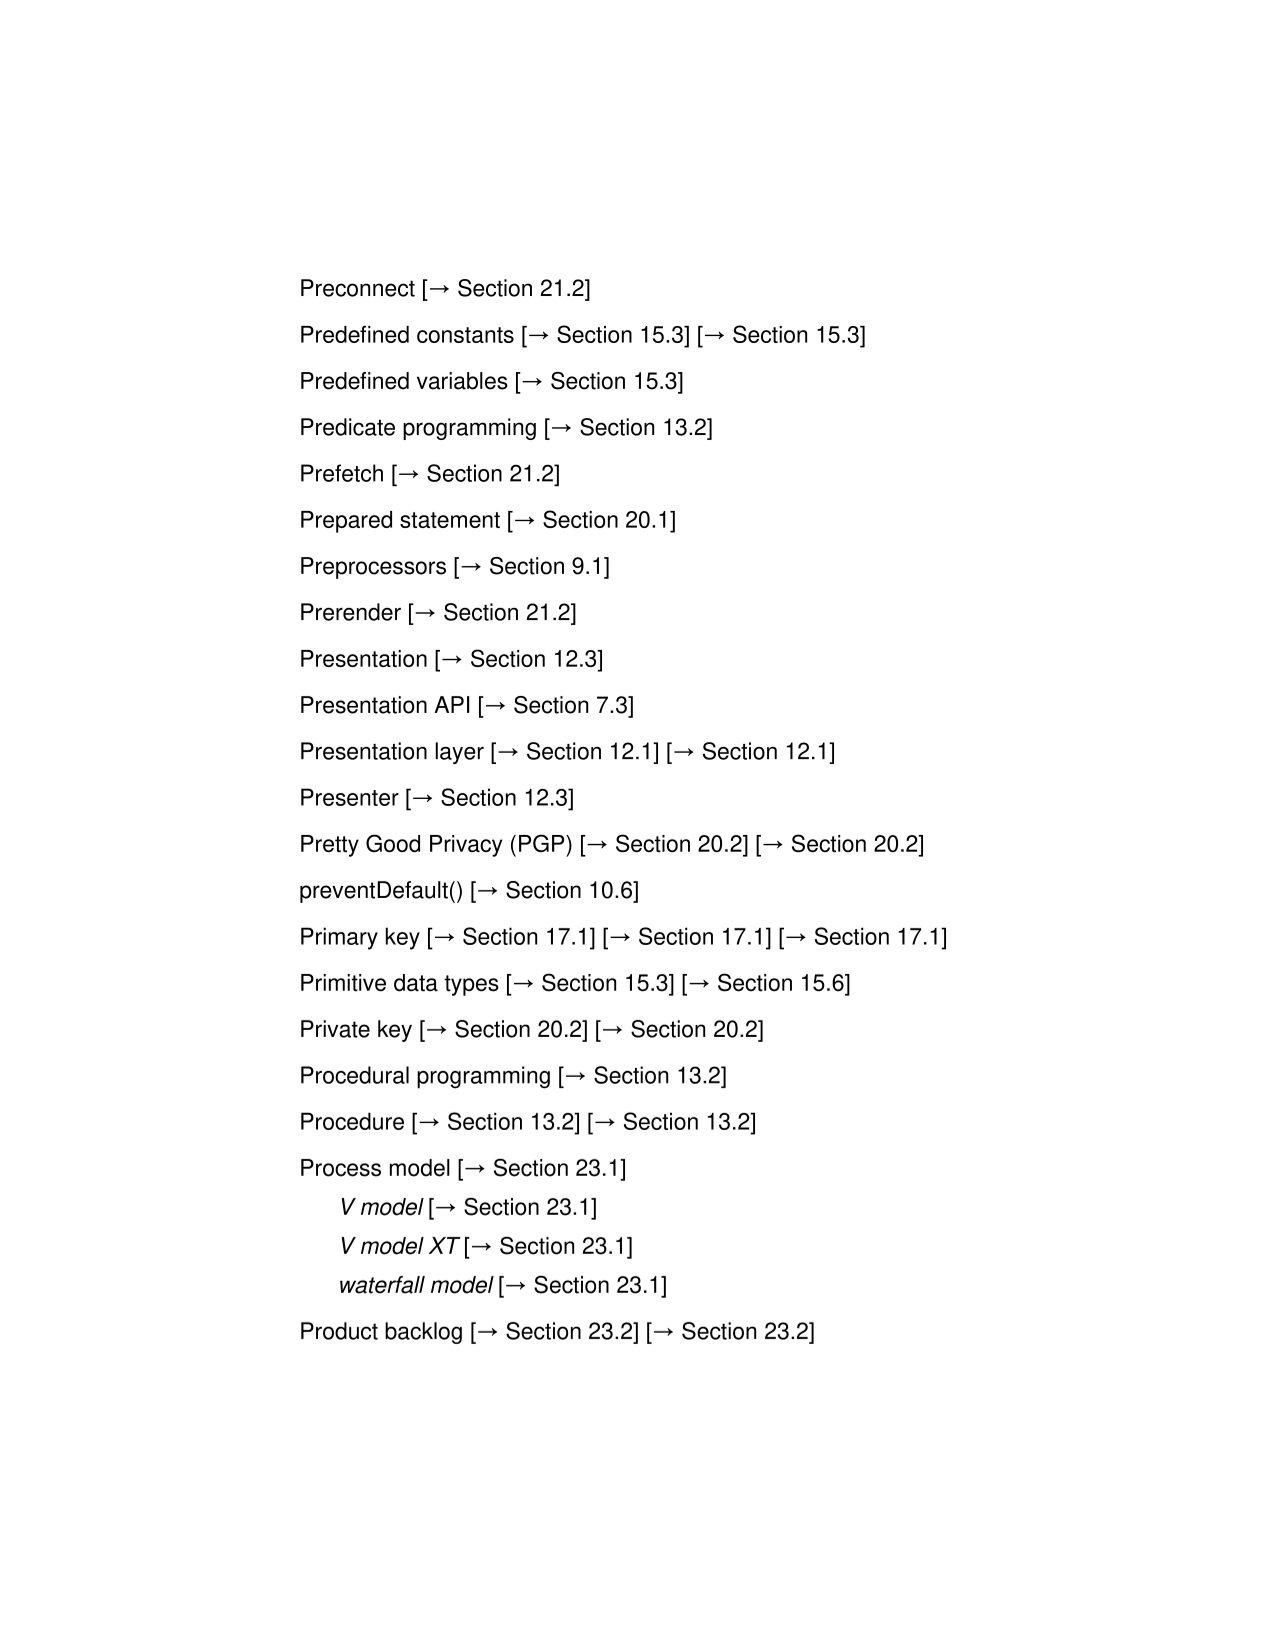 Preconnect [→ Section 21.2]
Predefined constants [→ Section 15.3] [→ Section 15.3]
Predefined variables [→ Section 15.3]
Predicate programming [→ Section 13.2]
Prefetch [→ Section 21.2]
Prepared statement [→ Section 20.1]
Preprocessors [→ Section 9.1]
Prerender [→ Section 21.2]
Presentation [→ Section 12.3]
Presentation API [→ Section 7.3]
Presentation layer [→ Section 12.1] [→ Section 12.1]
Presenter [→ Section 12.3]
Pretty Good Privacy (PGP) [→ Section 20.2] [→ Section 20.2]
preventDefault() [→ Section 10.6]
Primary key [→ Section 17.1] [→ Section 17.1] [→ Section 17.1]
Primitive data types [→ Section 15.3] [→ Section 15.6]
Private key [→ Section 20.2] [→ Section 20.2]
Procedural programming [→ Section 13.2]
Procedure [→ Section 13.2] [→ Section 13.2]
Process model [→ Section 23.1]
V model [→ Section 23.1]
V model XT [→ Section 23.1]
waterfall model [→ Section 23.1]
Product backlog [→ Section 23.2] [→ Section 23.2]